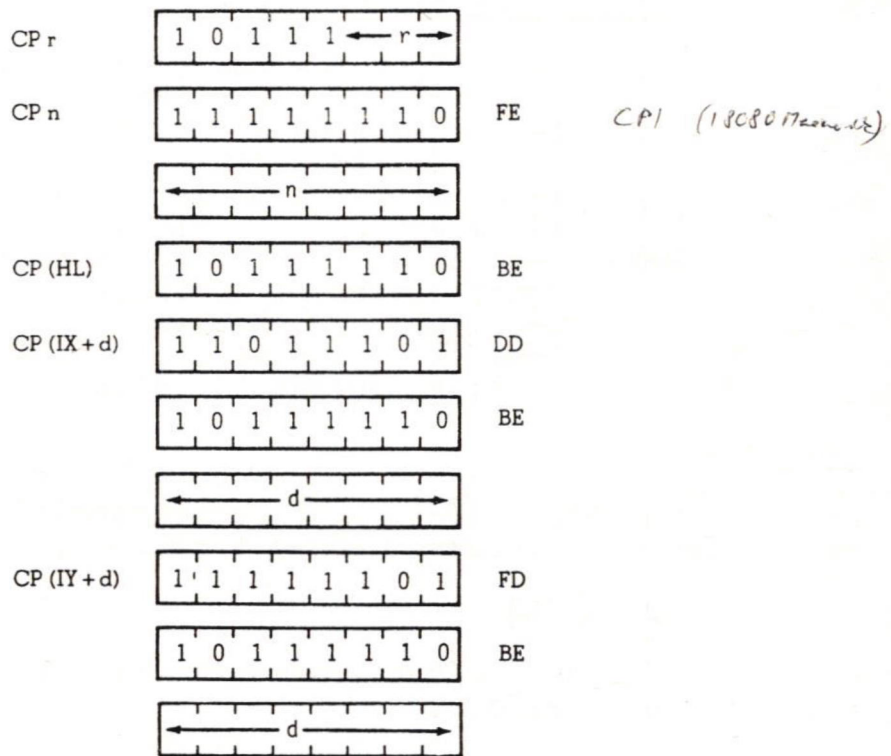 CP r 1 0 1 1 1 r
CP n 1 1 1 1 1 1 1 0 FE CPI (I8080
n
CP (HL) 1 0 1 1 1 1 1 0 BE
CP (IX + d) 1 1 0 1 1 1 0 1 DD
1 0 1 1 1 1 1 0 BE
d
CP (IY + d) 1 1 1 1 1 1 0 1 FD
1 0 1 1 1 1 1 0 BE
d